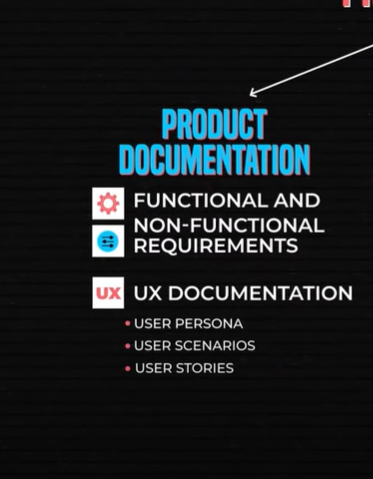 PRODUCT
DOCUMENTATION
FUNCTIONAL AND
NON-FUNCTIONAL
REQUIREMENTS
UX UX DOCUMENTATION
• USER PERSONA
• USER SCENARIOS
• USER STORIES